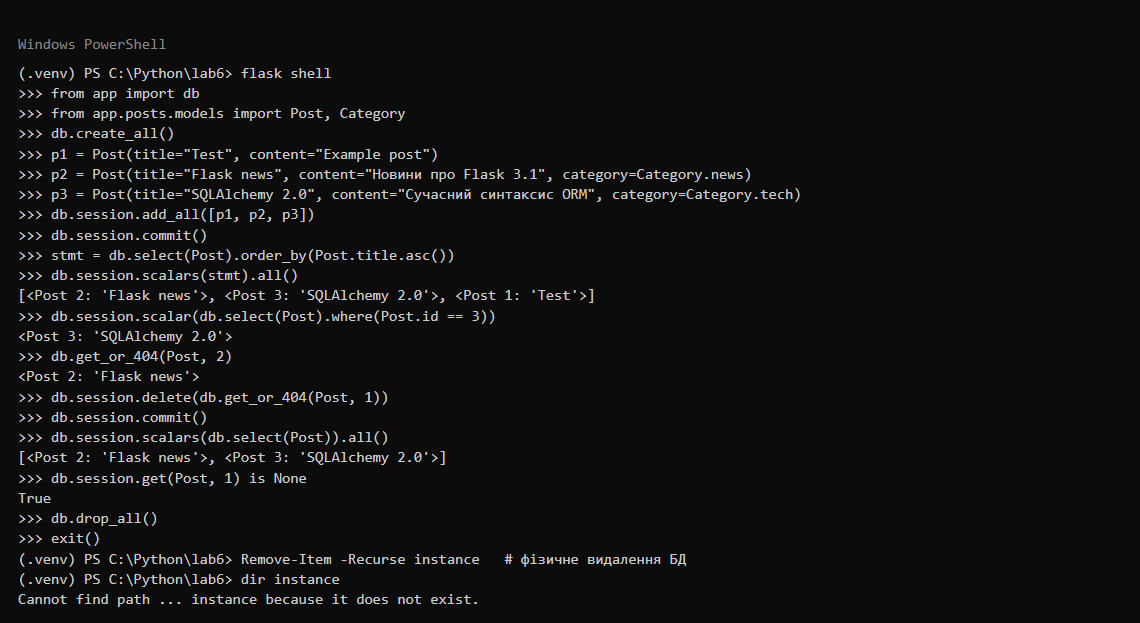 Windows PowerShell
(.venv) PS C:\Python\lab6> flask shell
>>> from app import db
>>> from app.posts.models import Post, Category
>>> db.create_all()
>>> p1 = Post(title="Test", content="Example post")
>>> p2 = Post(title="Flask news", content="Новини про Flask 3.1", category=Category.news)
>>> p3 = Post(title="SQLAlchemy 2.0", content="Сучасний синтаксис ORM", category=Category.tech)
>>> db.session.add_all([p1, p2, p3])
>>> db.session.commit()
>>> stmt = db.select(Post).order_by(Post.title.asc())
>>> db.session.scalars(stmt).all()
[<Post 2: 'Flask news'>, <Post 3: 'SQLAlchemy 2.0'>, <Post 1: 'Test'>]
>>> db.session.scalar(db.select(Post).where(Post.id == 3))
<Post 3: 'SQLAlchemy 2.0'>
>>> db.get_or_404(Post, 2)
<Post 2: 'Flask news'>
>>> db.session.delete(db.get_or_404(Post, 1))
>>> db.session.commit()
>>> db.session.scalars(db.select(Post)).all()
[<Post 2: 'Flask news'>, <Post 3: 'SQLAlchemy 2.0'>]
>>> db.session.get(Post, 1) is None
True
>>> db.drop_all()
>>> exit()
(.venv) PS C:\Python\lab6> Remove-Item -Recurse instance   # фізичне видалення БД
(.venv) PS C:\Python\lab6> dir instance
Cannot find path ... instance because it does not exist.